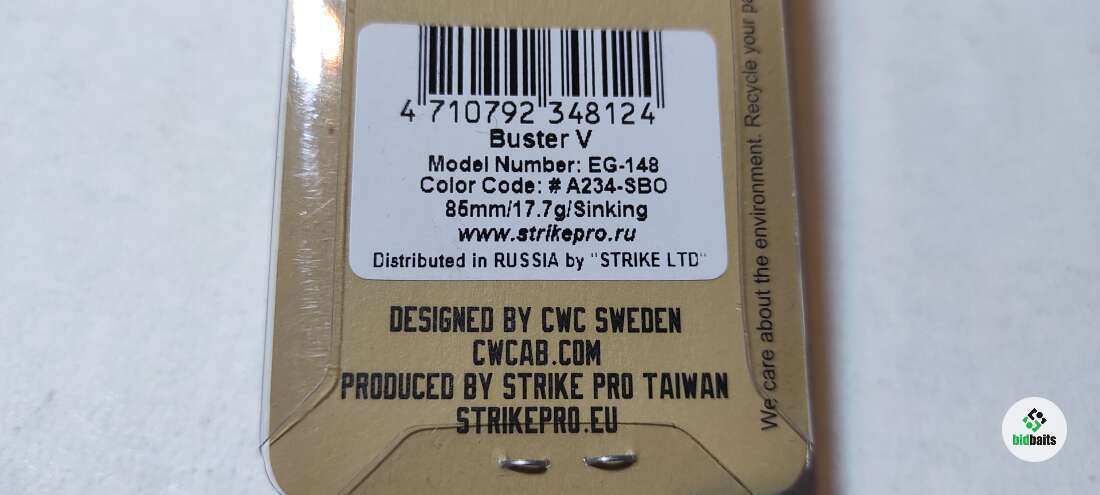 4 710792 348124
Buster V
Model Number: EG-148
Color Code: # A234-SBO
85mm/17.7g/Sinking
www.strikepro.ru
Distributed in RUSSIA by "STRIKE LTD"
DESIGNED BY CWC SWEDEN
CWCAB.COM
PRODUCED BY STRIKE PRO TAIWAN
STRIKEPRO.EU
We care about the environment. Recycle your
bidbaits